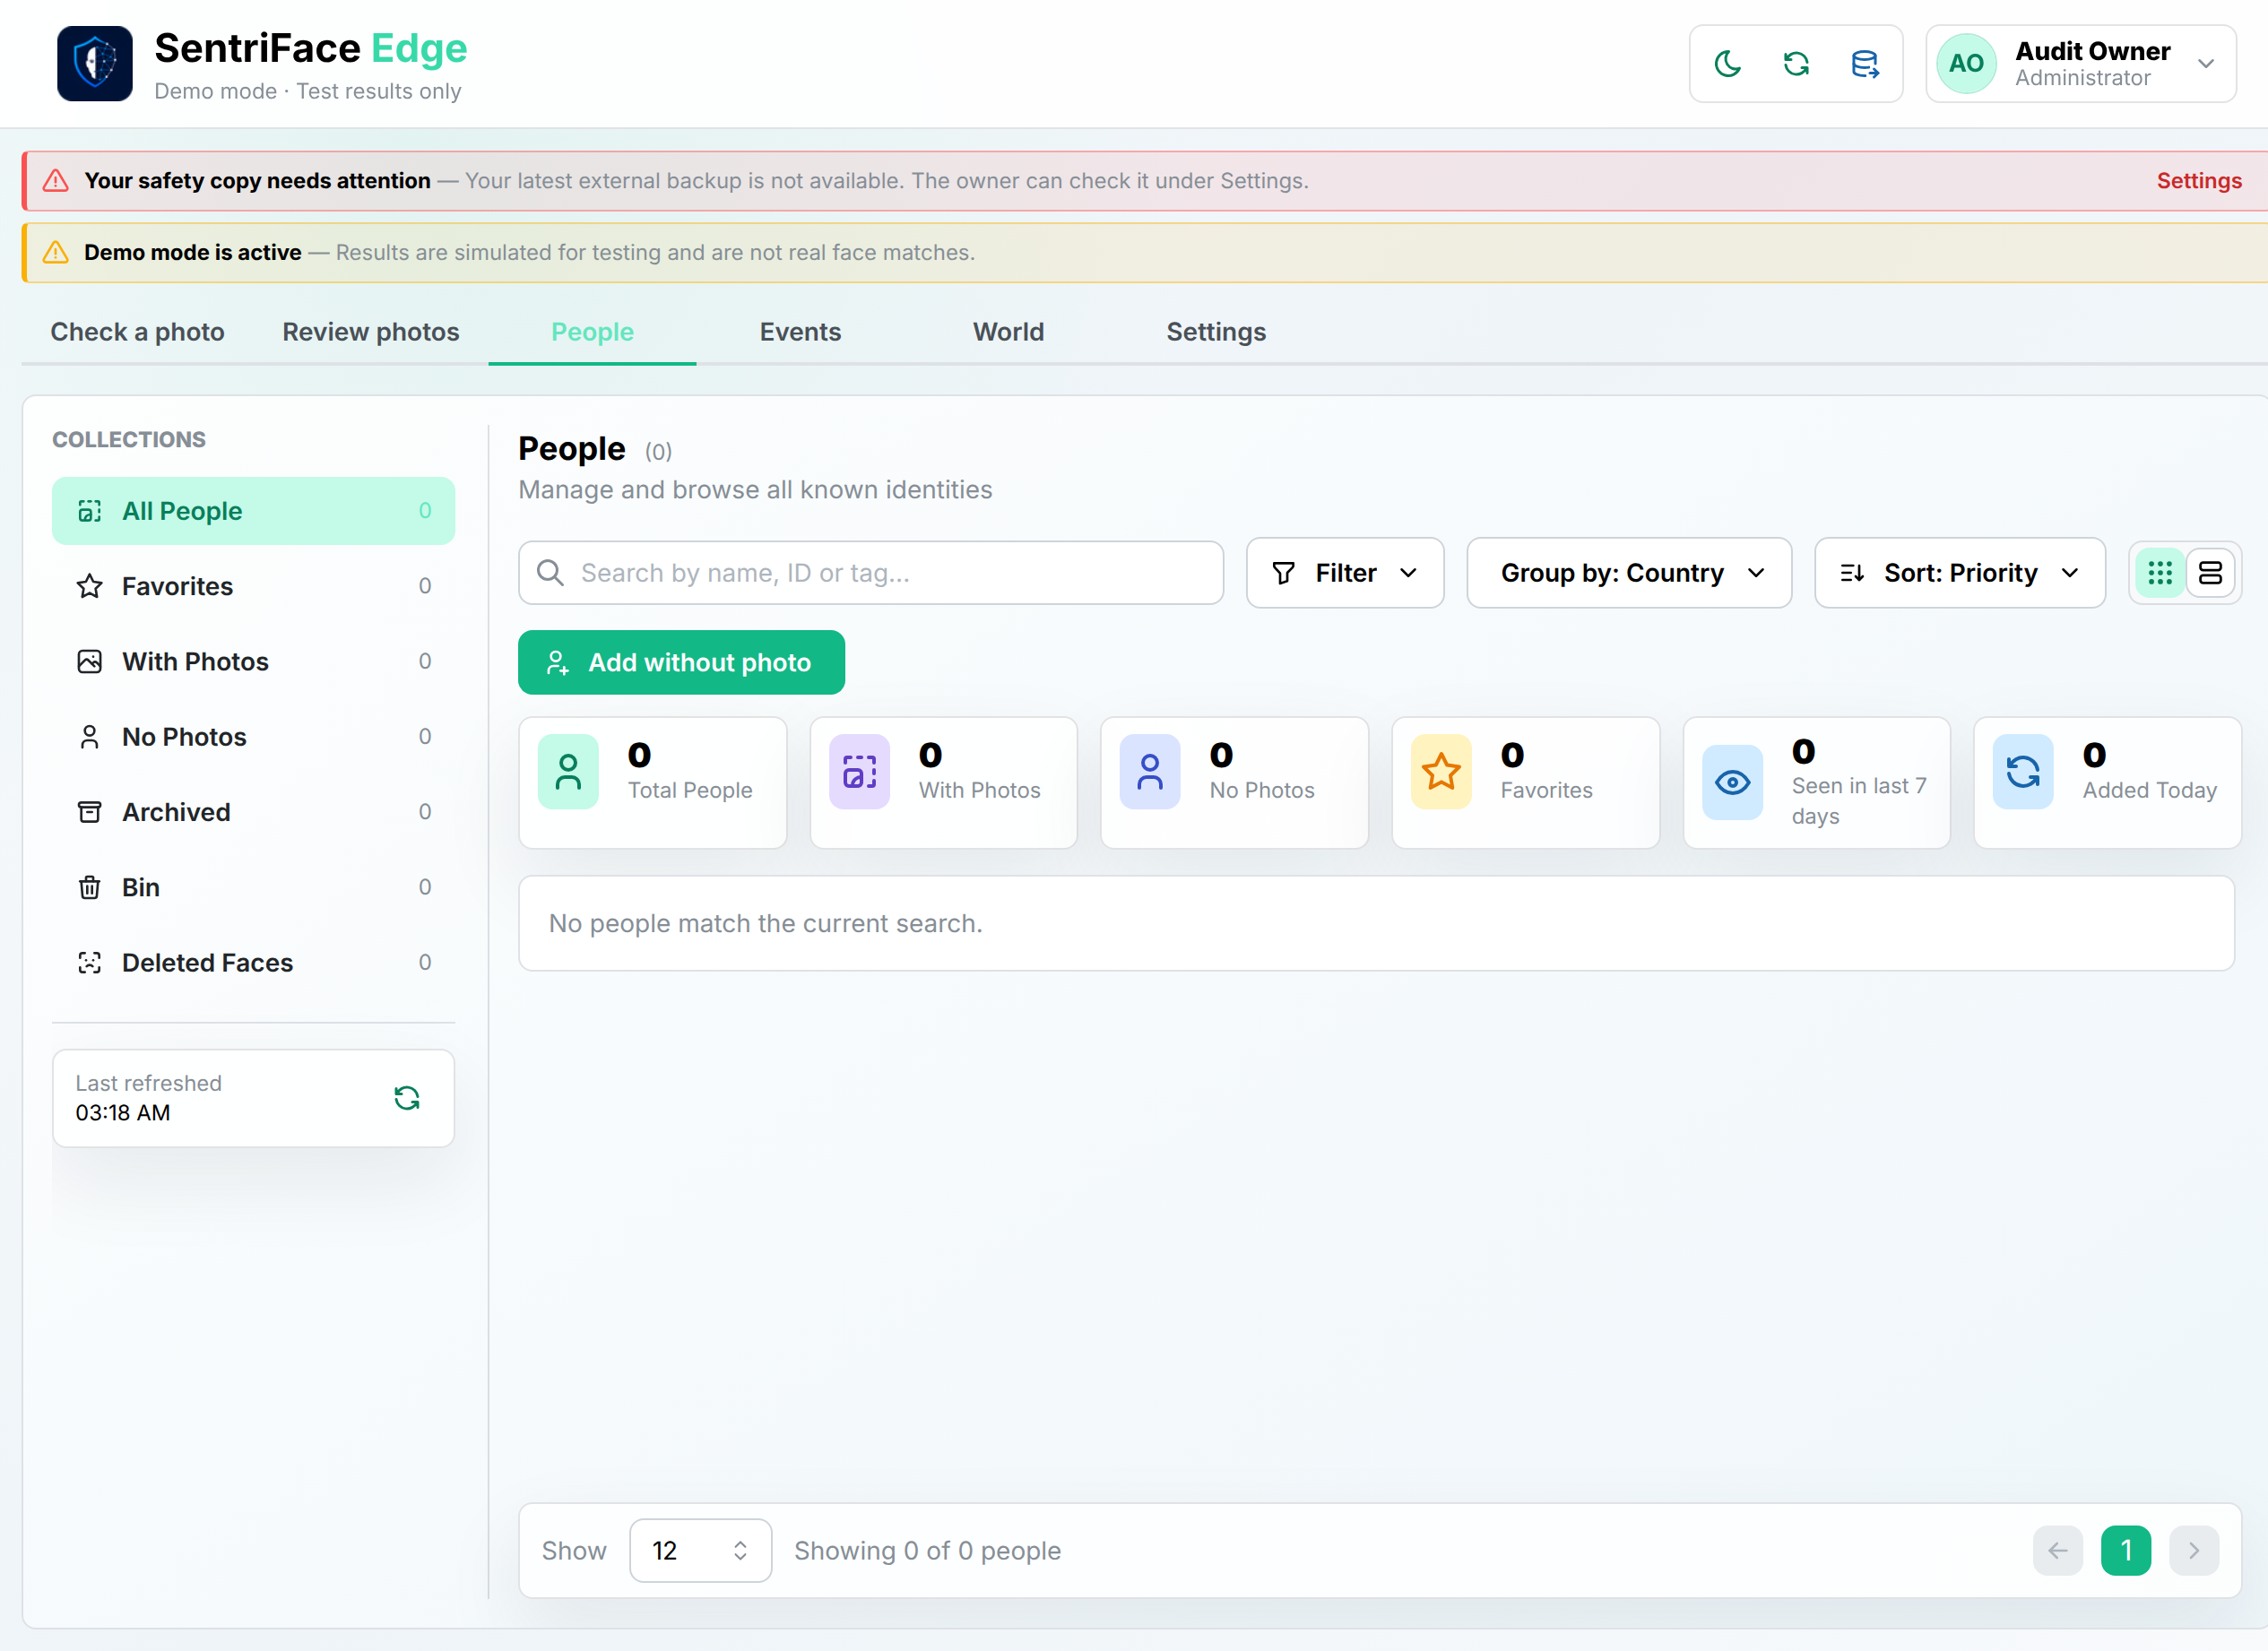 SentriFace Edge
Demo mode · Test results only
AO
Audit Owner
Administrator
Your safety copy needs attention — Your latest external backup is not available. The owner can check it under Settings.
Settings
Demo mode is active — Results are simulated for testing and are not real face matches.
Check a photo
Review photos
People
Events
World
Settings
COLLECTIONS
All People 0
Favorites 0
With Photos 0
No Photos 0
Archived 0
Bin 0
Deleted Faces 0
Last refreshed
03:18 AM
People (0)
Manage and browse all known identities
Search by name, ID or tag...
Filter
Group by: Country
Sort: Priority
Add without photo
0
Total People
0
With Photos
0
No Photos
0
Favorites
0
Seen in last 7
days
0
Added Today
No people match the current search.
Show 12 Showing 0 of 0 people
1